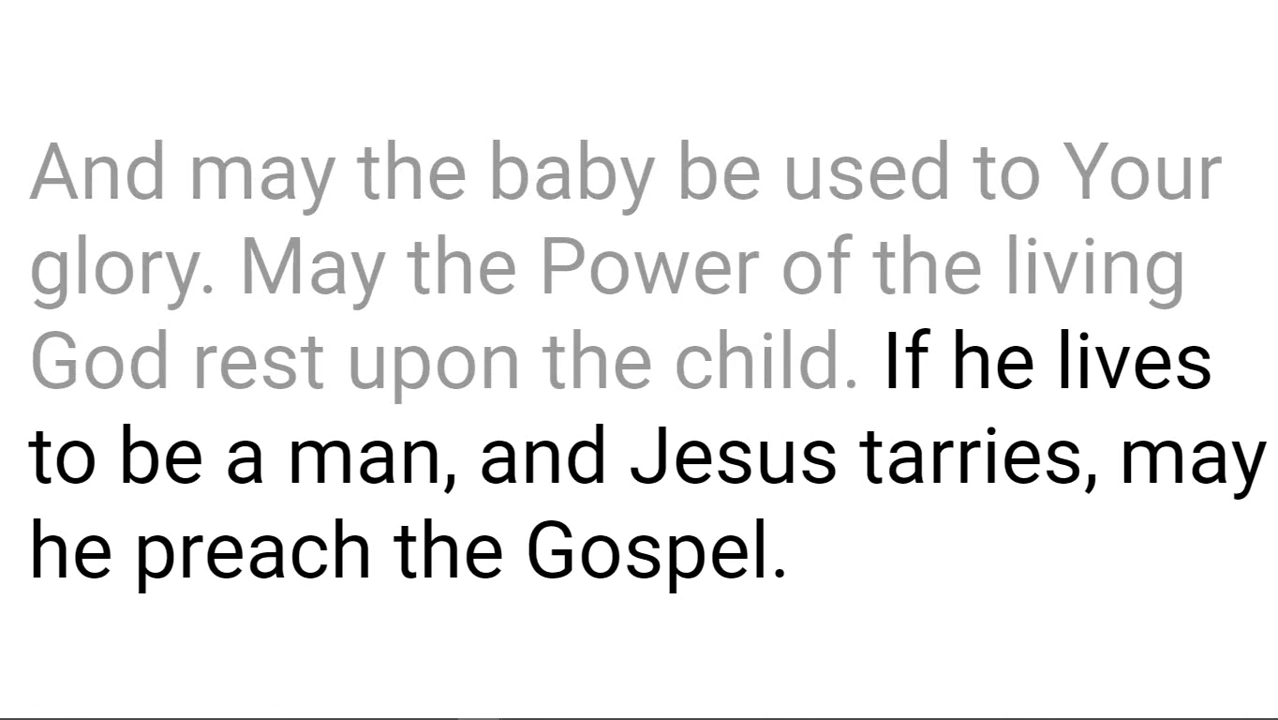 And may the baby be used to Your
glory. May the Power of the living
God rest upon the child. If he lives
to be a man, and Jesus tarries, may
he preach the Gospel.